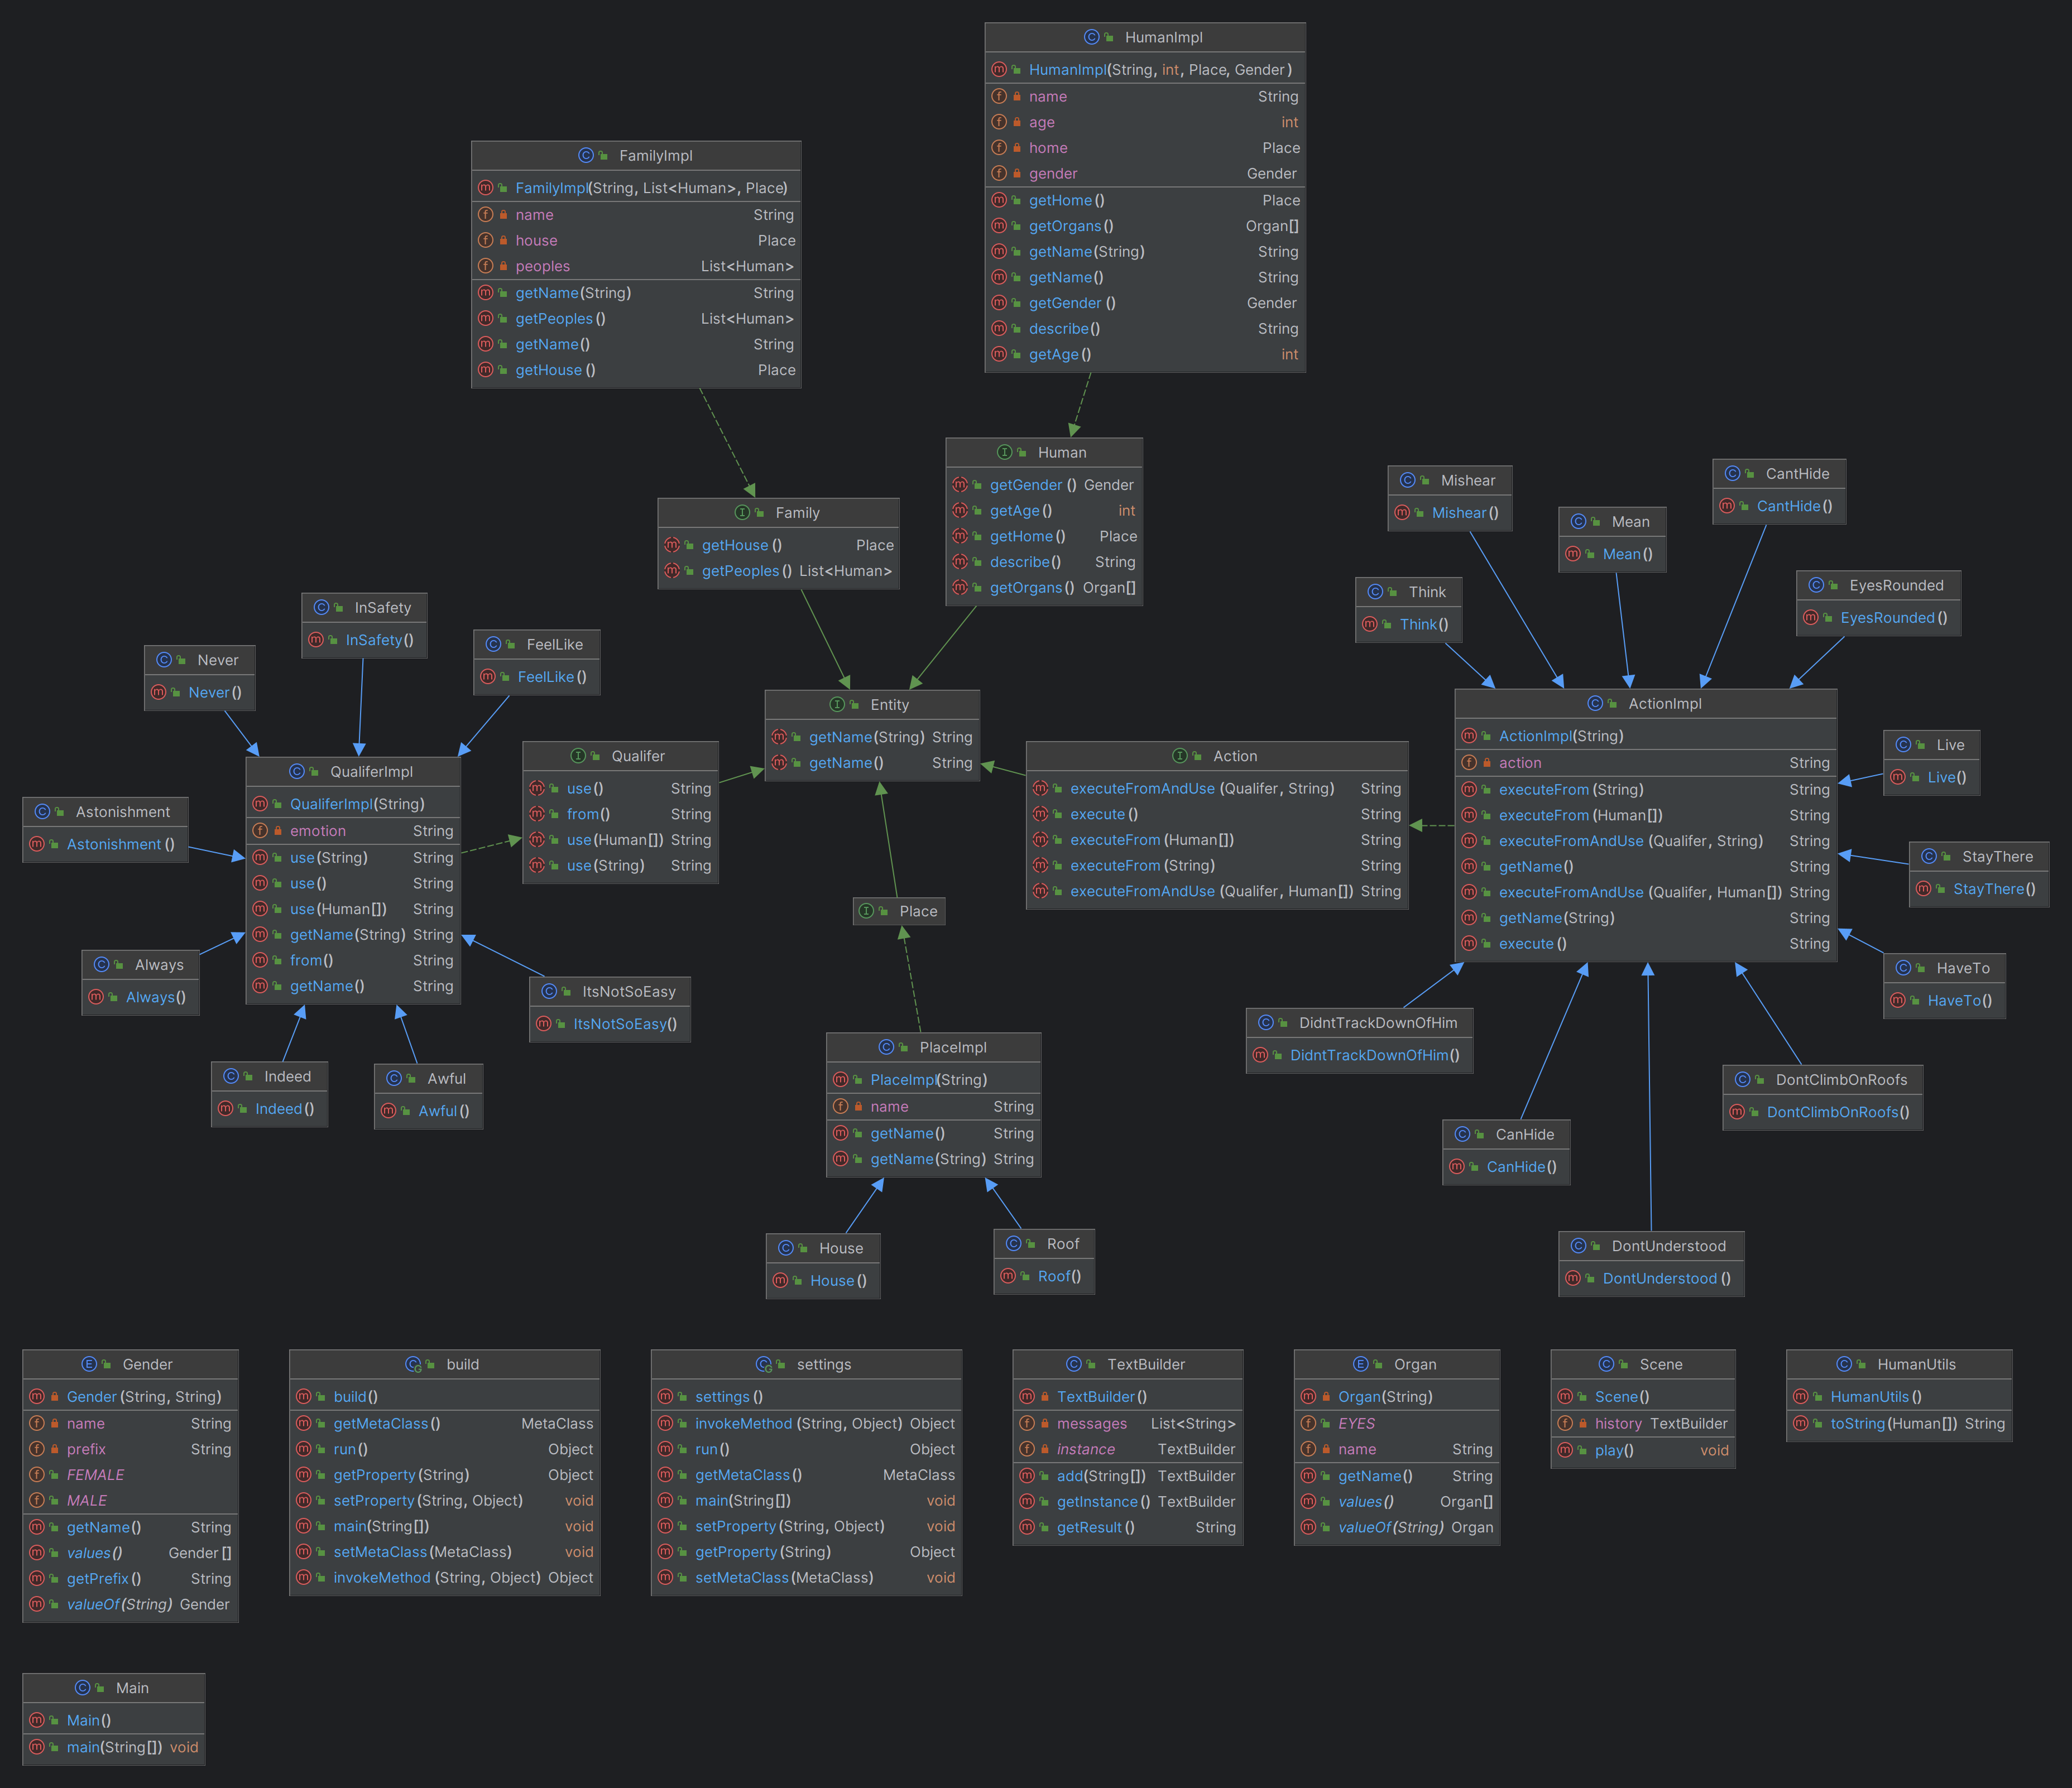 HumanImpl
HumanImpl(String, int, Place, Gender)
name String
age int
home Place
gender Gender
getHome() Place
getOrgans() Organ[]
getName(String) String
getName() String
getGender() Gender
describe() String
getAge() int
FamilyImpl
FamilyImpl(String, List<Human>, Place)
name String
house Place
peoples List<Human>
getName(String) String
getPeoples() List<Human>
getName() String
getHouse() Place
Human
getGender() Gender
getAge() int
getHome() Place
describe() String
getOrgans() Organ[]
Family
getHouse() Place
getPeoples() List<Human>
Mishear
Mishear()
Mean
Mean()
CantHide
CantHide()
Think
Think()
EyesRounded
EyesRounded()
InSafety
InSafety()
FeelLike
FeelLike()
Never
Never()
Entity
getName(String) String
getName() String
QualiferImpl
QualiferImpl(String)
emotion String
use(String) String
use() String
use(Human[]) String
getName(String) String
from() String
getName() String
Qualifer
use() String
from() String
use(Human[]) String
use(String) String
Action
executeFromAndUse(Qualifer, String) String
execute() String
executeFrom(Human[]) String
executeFrom(String) String
executeFromAndUse(Qualifer, Human[]) String
ActionImpl
ActionImpl(String)
action String
executeFrom(String) String
executeFrom(Human[]) String
executeFromAndUse(Qualifer, String) String
getName() String
executeFromAndUse(Qualifer, Human[]) String
getName(String) String
execute() String
Live
Live()
StayThere
StayThere()
HaveTo
HaveTo()
Astonishment
Astonishment()
Always
Always()
ItsNotSoEasy
ItsNotSoEasy()
Indeed
Indeed()
Awful
Awful()
Place
PlaceImpl
PlaceImpl(String)
name String
getName() String
getName(String) String
DidntTrackDownOfHim
DidntTrackDownOfHim()
DontClimbOnRoofs
DontClimbOnRoofs()
CanHide
CanHide()
House
House()
Roof
Roof()
DontUnderstood
DontUnderstood()
Gender
Gender(String, String)
name String
prefix String
FEMALE
MALE
getName() String
values() Gender[]
getPrefix() String
valueOf(String) Gender
build
build()
getMetaClass() MetaClass
run() Object
getProperty(String) Object
setProperty(String, Object) void
main(String[]) void
setMetaClass(MetaClass) void
invokeMethod(String, Object) Object
settings
settings()
invokeMethod(String, Object) Object
run() Object
getMetaClass() MetaClass
main(String[]) void
setProperty(String, Object) void
getProperty(String) Object
setMetaClass(MetaClass) void
TextBuilder
TextBuilder()
messages List<String>
instance TextBuilder
add(String[]) TextBuilder
getInstance() TextBuilder
getResult() String
Organ
Organ(String)
EYES
name String
getName() String
values() Organ[]
valueOf(String) Organ
Scene
Scene()
history TextBuilder
play() void
HumanUtils
HumanUtils()
toString(Human[]) String
Main
Main()
main(String[]) void